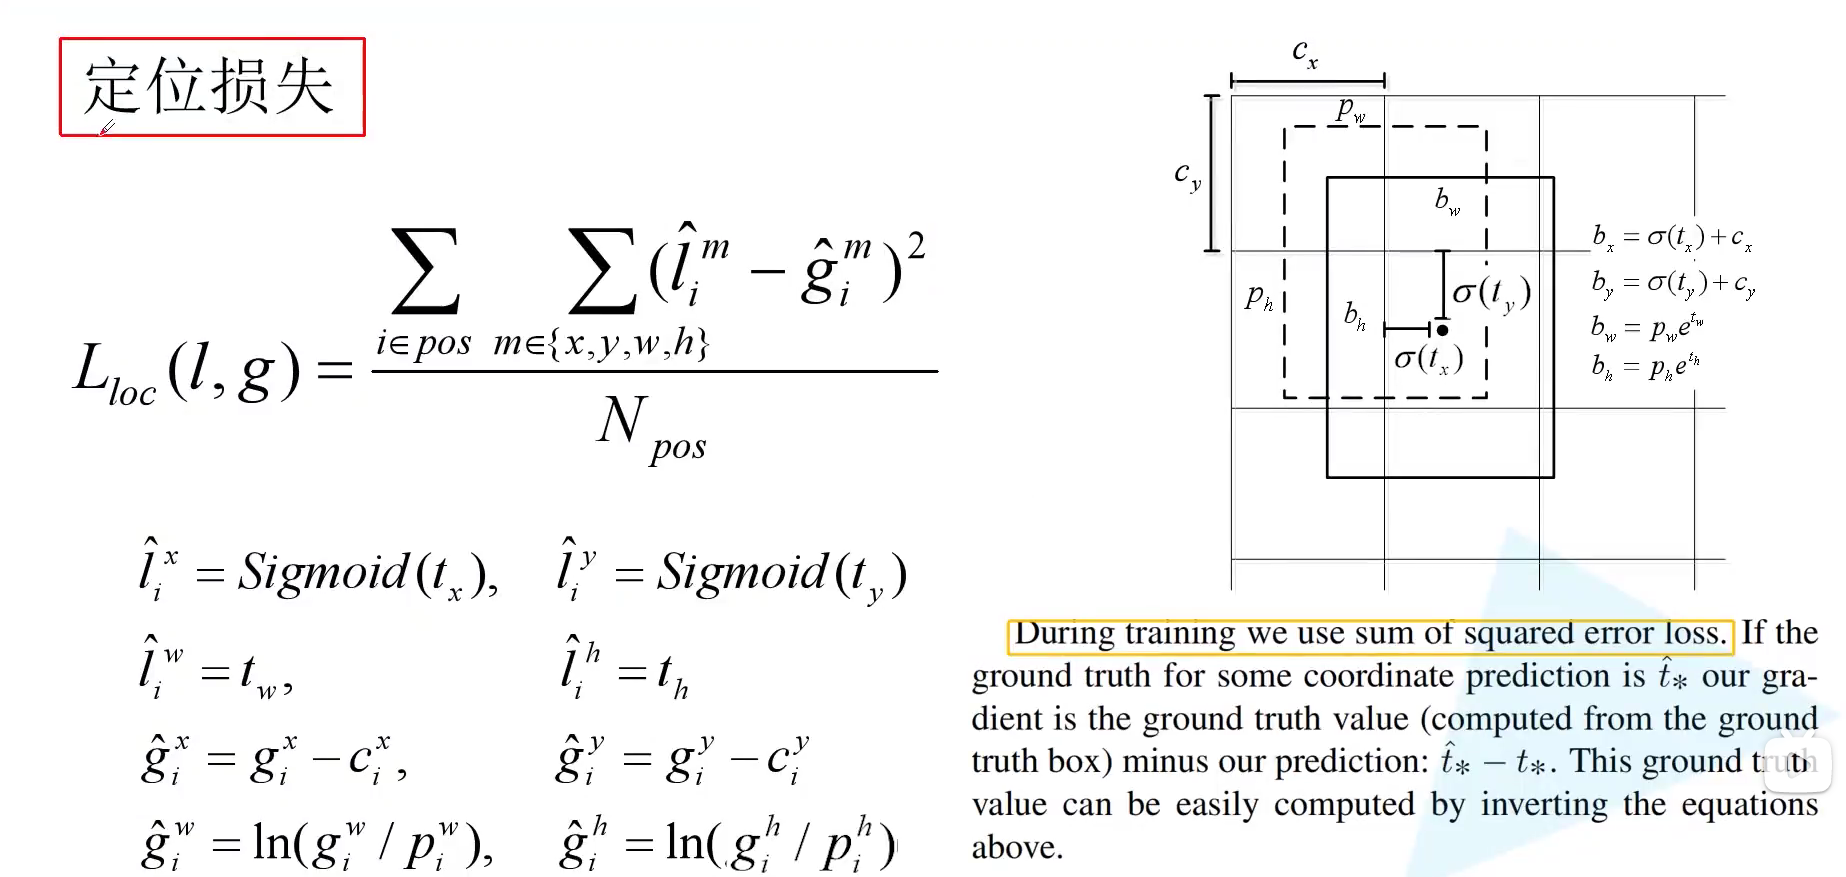 定位损失
L_{loc}(l, g) = \frac{\sum_{i \in pos} \sum_{m \in \{x, y, w, h\}} (\hat{l}_i^m - \hat{g}_i^m)^2}{N_{pos}}
\hat{l}_i^x = Sigmoid(t_x), \hat{l}_i^y = Sigmoid(t_y)
\hat{l}_i^w = t_w, \hat{l}_i^h = t_h
\hat{g}_i^x = g_i^x - c_i^x, \hat{g}_i^y = g_i^y - c_i^y
\hat{g}_i^w = ln(g_i^w / p_i^w), \hat{g}_i^h = ln(g_i^h / p_i^h)
c_x
p_w
c_y
b_w
p_h
b_h
σ(t_y)
σ(t_x)
b_x = σ(t_x) + c_x
b_y = σ(t_y) + c_y
b_w = p_w e^{t_w}
b_h = p_h e^{t_h}
During training we use sum of squared error loss. If the
ground truth for some coordinate prediction is \hat{t}_* our gra-
dient is the ground truth value (computed from the ground
truth box) minus our prediction: \hat{t}_* - t_*. This ground truth
value can be easily computed by inverting the equations
above.